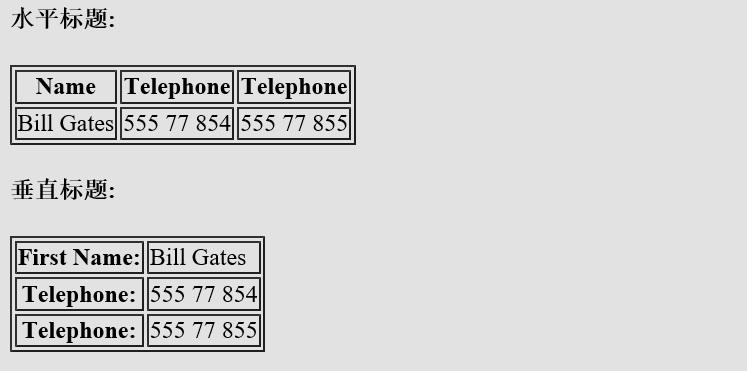 水平标题:
Name Telephone Telephone
Bill Gates 555 77 854 555 77 855
垂直标题:
First Name: Bill Gates
Telephone: 555 77 854
Telephone: 555 77 855